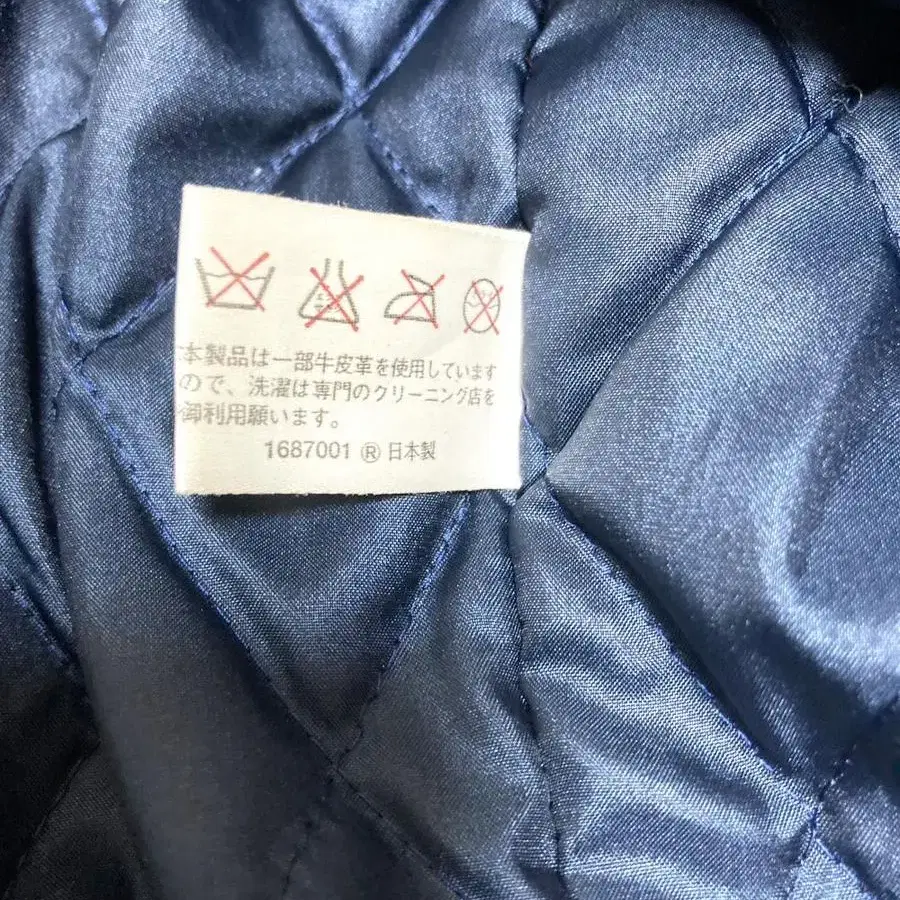 本製品は一部牛皮革を使用しています
ので、洗濯は専門のクリーニング店を
御利用願います。
1687001 ® 日本製